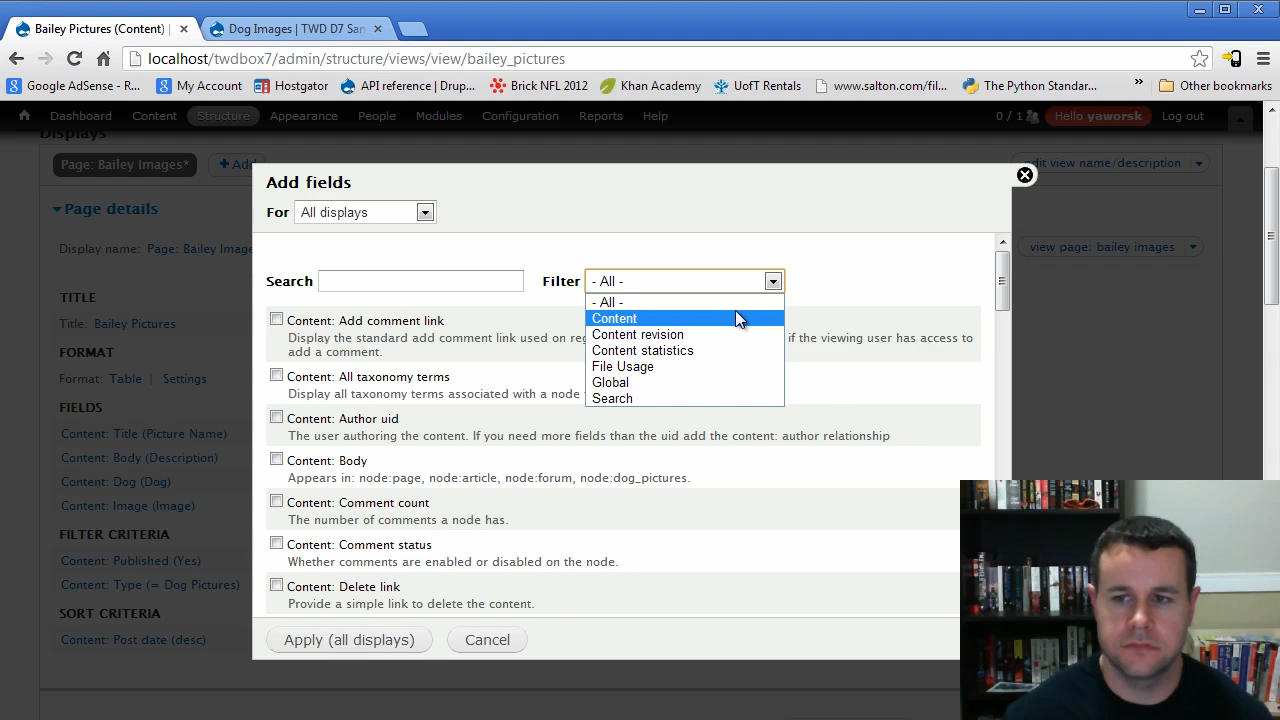 Bailey Pictures (Content) |
Dog Images | TWD D7 San
localhost/twdbox7/admin/structure/views/view/bailey_pictures
Google AdSense - R...
My Account
Hostgator
API reference | Drup...
Brick NFL 2012
Khan Academy
UofT Rentals
www.salton.com/fil...
The Python Standar...
Other bookmarks
Dashboard
Content
Structure
Appearance
People
Modules
Configuration
Reports
Help
0 / 1
Hello yaworsk
Log out
Displays
Page: Bailey Images*
+ Add
edit view name/description
Page details
Display name: Page: Bailey Image
view page: bailey images
TITLE
Title: Bailey Pictures
FORMAT
Format: Table | Settings
FIELDS
Content: Title (Picture Name)
Content: Body (Description)
Content: Dog (Dog)
Content: Image (Image)
FILTER CRITERIA
Content: Published (Yes)
Content: Type (= Dog Pictures)
SORT CRITERIA
Content: Post date (desc)
Add fields
For All displays
Search
Filter - All -
- All -
Content
Content revision
Content statistics
File Usage
Global
Search
Content: Add comment link
Display the standard add comment link used on re if the viewing user has access to
add a comment.
Content: All taxonomy terms
Display all taxonomy terms associated with a node
Content: Author uid
The user authoring the content. If you need more fields than the uid add the content: author relationship
Content: Body
Appears in: node:page, node:article, node:forum, node:dog_pictures.
Content: Comment count
The number of comments a node has.
Content: Comment status
Whether comments are enabled or disabled on the node.
Content: Delete link
Provide a simple link to delete the content.
Apply (all displays)
Cancel